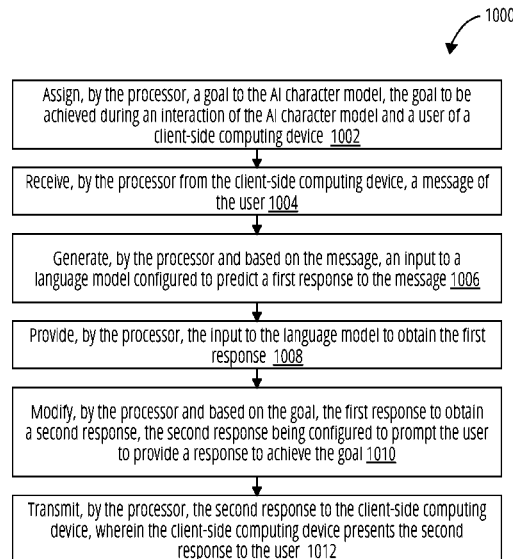 1000
Assign, by the processor, a goal to the AI character model, the goal to be
achieved during an interaction of the AI character model and a user of a
client-side computing device 1002
Receive, by the processor from the client-side computing device, a message of
the user 1004
Generate, by the processor and based on the message, an input to a
language model configured to predict a first response to the message 1006
Provide, by the processor, the input to the language model to obtain the first
response 1008
Modify, by the processor and based on the goal, the first response to obtain
a second response, the second response being configured to prompt the user
to provide a response to achieve the goal 1010
Transmit, by the processor, the second response to the client-side computing
device, wherein the client-side computing device presents the second
response to the user 1012